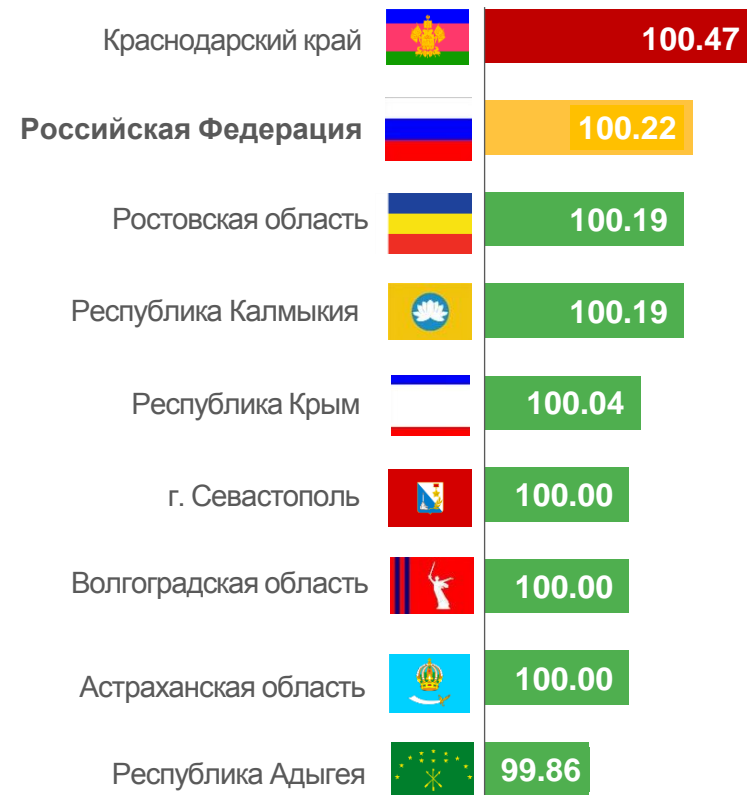 Краснодарский край 100.47
Российская Федерация 100.22
Ростовская область 100.19
Республика Калмыкия 100.19
Республика Крым 100.04
г. Севастополь 100.00
Волгоградская область 100.00
Астраханская область 100.00
Республика Адыгея 99.86